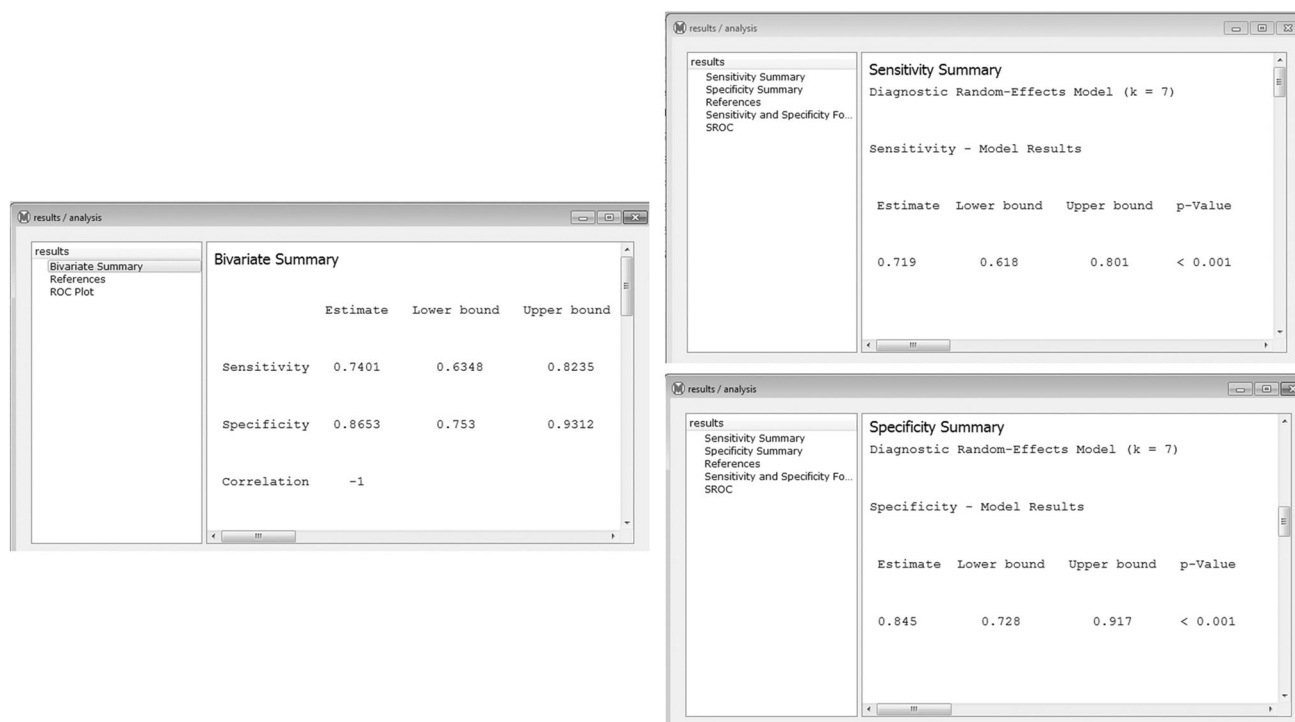 results / analysis
results
Bivariate Summary
References
ROC Plot
Bivariate Summary
Estimate Lower bound Upper bound
Sensitivity 0.7401 0.6348 0.8235
Specificity 0.8653 0.753 0.9312
Correlation -1
results / analysis
results
Sensitivity Summary
Specificity Summary
References
Sensitivity and Specificity Fo...
SROC
Sensitivity Summary
Diagnostic Random-Effects Model (k = 7)
Sensitivity - Model Results
Estimate Lower bound Upper bound p-Value
0.719 0.618 0.801 < 0.001
results / analysis
results
Sensitivity Summary
Specificity Summary
References
Sensitivity and Specificity Fo...
SROC
Specificity Summary
Diagnostic Random-Effects Model (k = 7)
Specificity - Model Results
Estimate Lower bound Upper bound p-Value
0.845 0.728 0.917 < 0.001